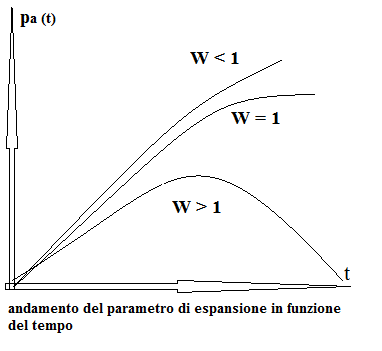 pa (t)
W < 1
W = 1
W > 1
t
andamento del parametro di espansione in funzione
del tempo